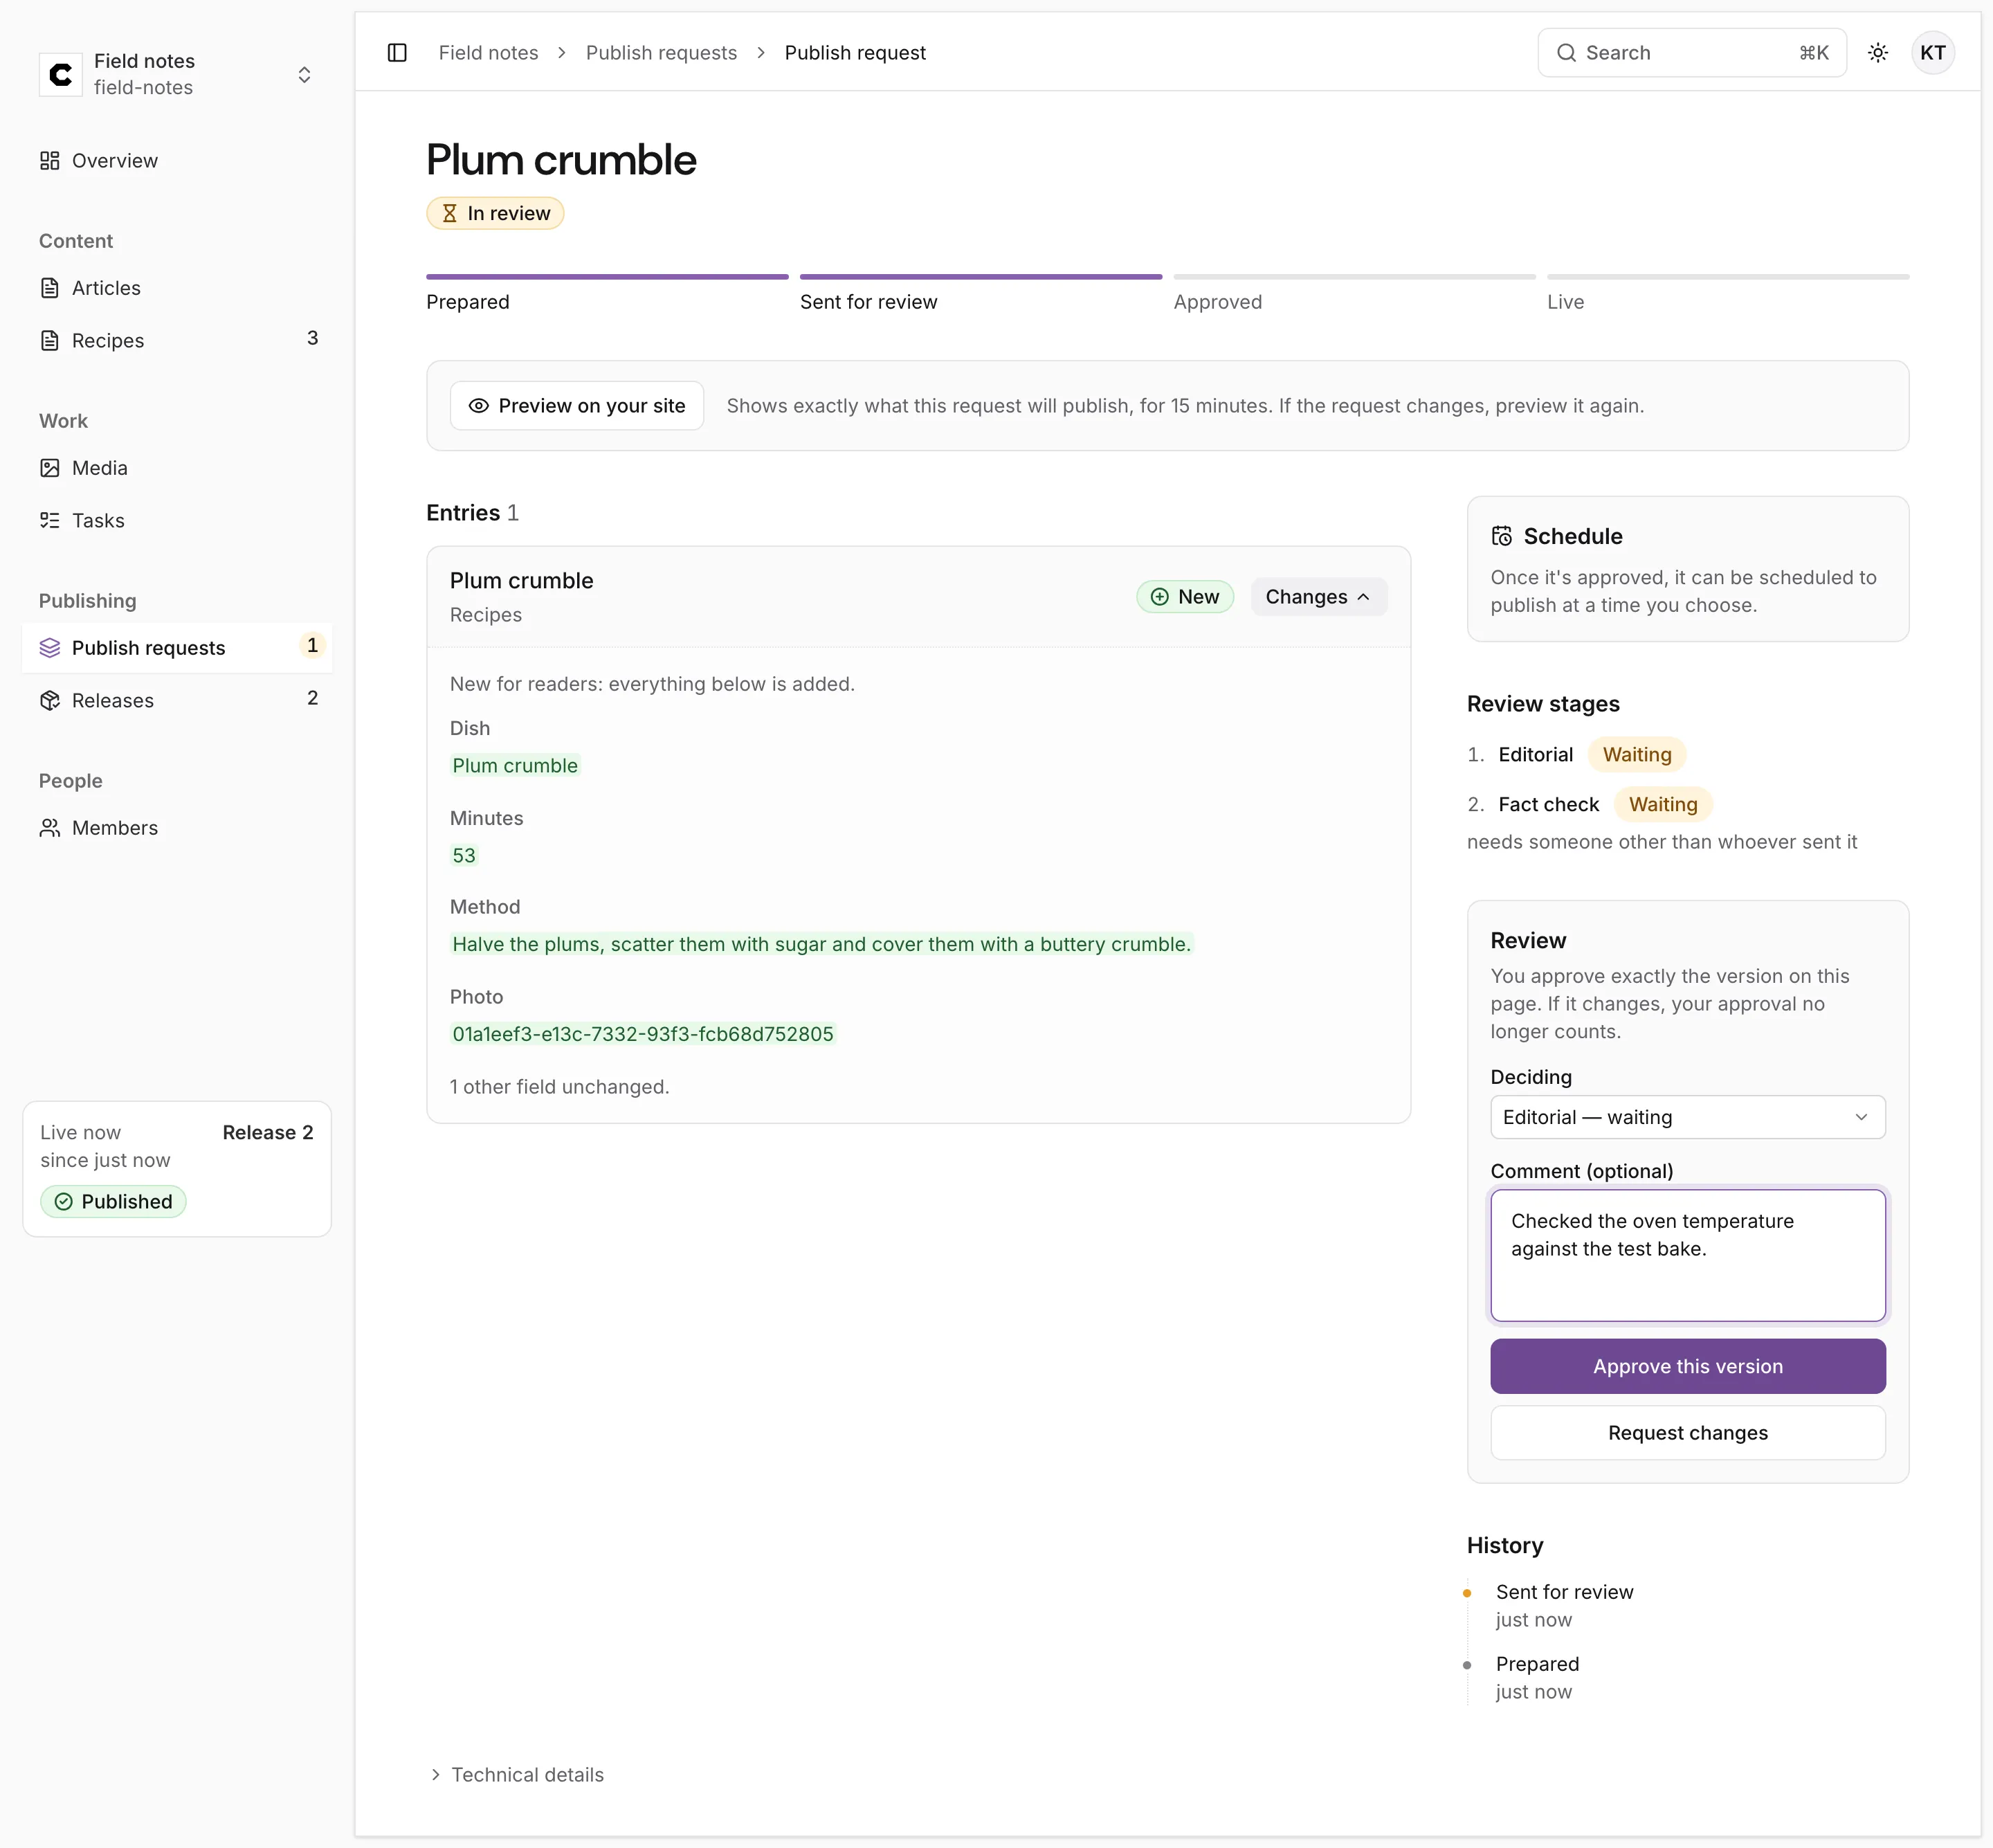 Field notes
field-notes
Overview
Content
Articles
Recipes 3
Work
Media
Tasks
Publishing
Publish requests 1
Releases 2
People
Members
Live now Release 2
since just now
Published
Field notes > Publish requests > Publish request
Search ⌘K
KT
Plum crumble
In review
Prepared
Sent for review
Approved
Live
Preview on your site
Shows exactly what this request will publish, for 15 minutes. If the request changes, preview it again.
Entries 1
Plum crumble
Recipes
New
Changes
New for readers: everything below is added.
Dish
Plum crumble
Minutes
53
Method
Halve the plums, scatter them with sugar and cover them with a buttery crumble.
Photo
01a1eef3-e13c-7332-93f3-fcb68d752805
1 other field unchanged.
Schedule
Once it's approved, it can be scheduled to
publish at a time you choose.
Review stages
1. Editorial Waiting
2. Fact check Waiting
needs someone other than whoever sent it
Review
You approve exactly the version on this
page. If it changes, your approval no
longer counts.
Deciding
Editorial — waiting
Comment (optional)
Checked the oven temperature
against the test bake.
Approve this version
Request changes
History
Sent for review
just now
Prepared
just now
Technical details